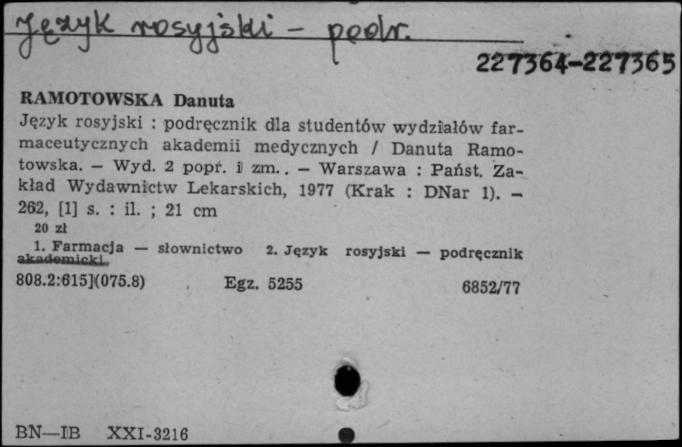 Język rosyjski – podr.
227364-227365
RAMOTOWSKA Danuta
Język rosyjski : podręcznik dla studentów wydziałów far-
maceutycznych akademii medycznych / Danuta Ramo-
towska. — Wyd. 2 popr. i zm.. — Warszawa : Państ. Za-
kład Wydawnictw Lekarskich, 1977 (Krak : DNar 1). —
262, [1] s. : il. ; 21 cm
20 zł
1. Farmacja — słownictwo 2. Język rosyjski — podręcznik
akademicki
808.2:615](075.8) Egz. 5255 6852/77
BN—IB XXI-3216